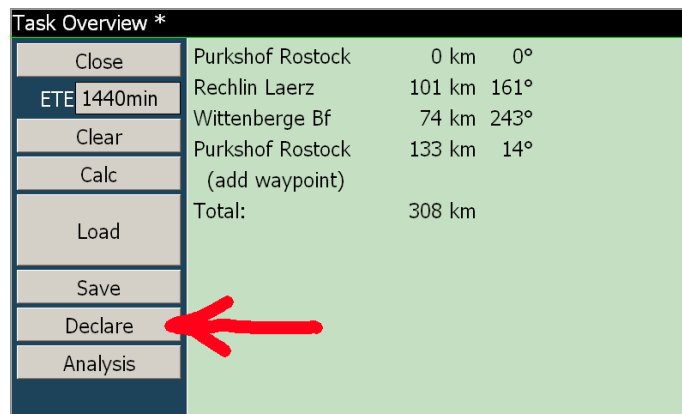 Task Overview *
Close
ETE 1440min
Clear
Calc
Load
Save
Declare
Analysis
Purkshof Rostock 0 km 0°
Rechlin Laerz 101 km 161°
Wittenberge Bf 74 km 243°
Purkshof Rostock 133 km 14°
(add waypoint)
Total: 308 km